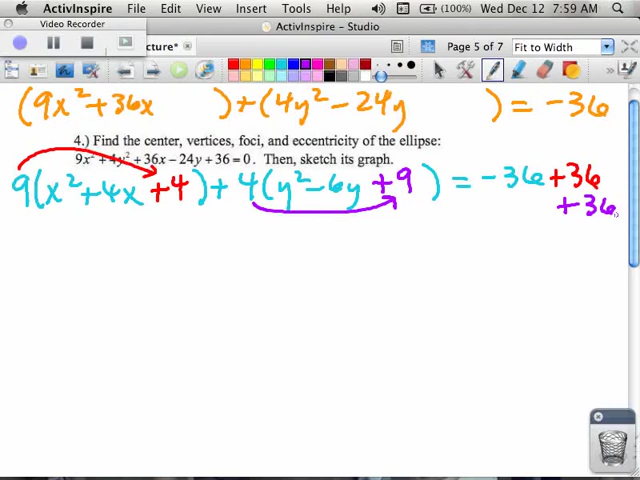 ActivInspire File Edit View Insert Tools Help (100%) Wed Dec 12 7:59 AM
Video Recorder
ActivInspire - Studio
cture* Page 5 of 7 Fit to Width
(9x²+36x )+(4y²-24y ) = -36
4.) Find the center, vertices, foci, and eccentricity of the ellipse:
9x² + 4y² + 36x − 24y + 36 = 0. Then, sketch its graph.
9(x²+4x+4)+4(y²-6y+9 ) = -36+36
+36